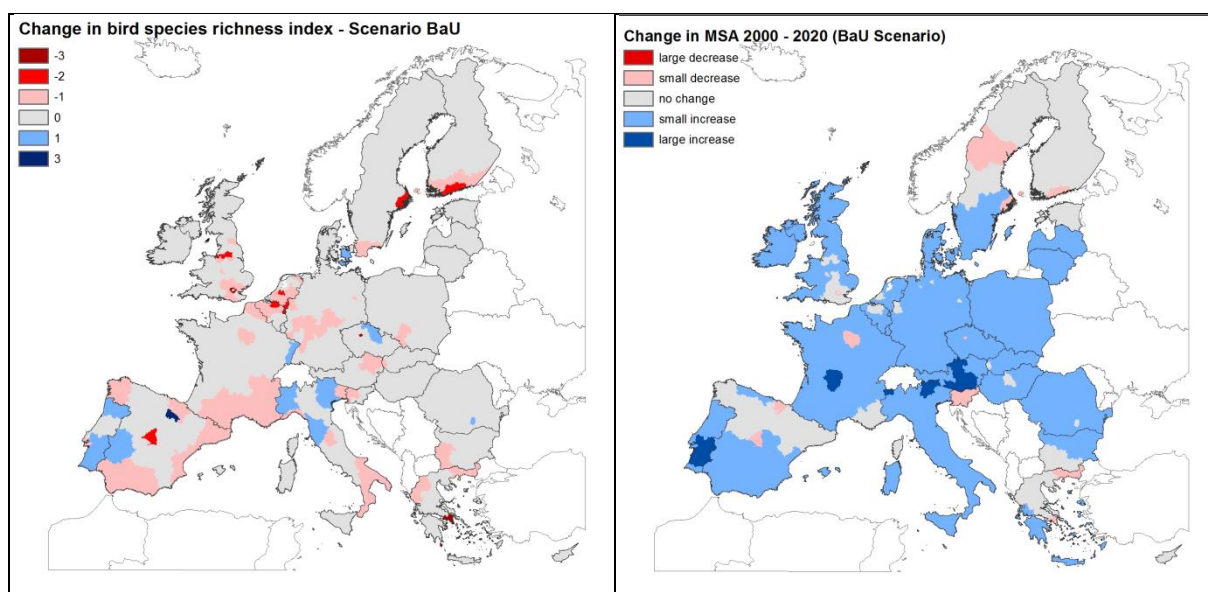 Change in bird species richness index - Scenario BaU
-3
-2
-1
0
1
3
Change in MSA 2000 - 2020 (BaU Scenario)
large decrease
small decrease
no change
small increase
large increase